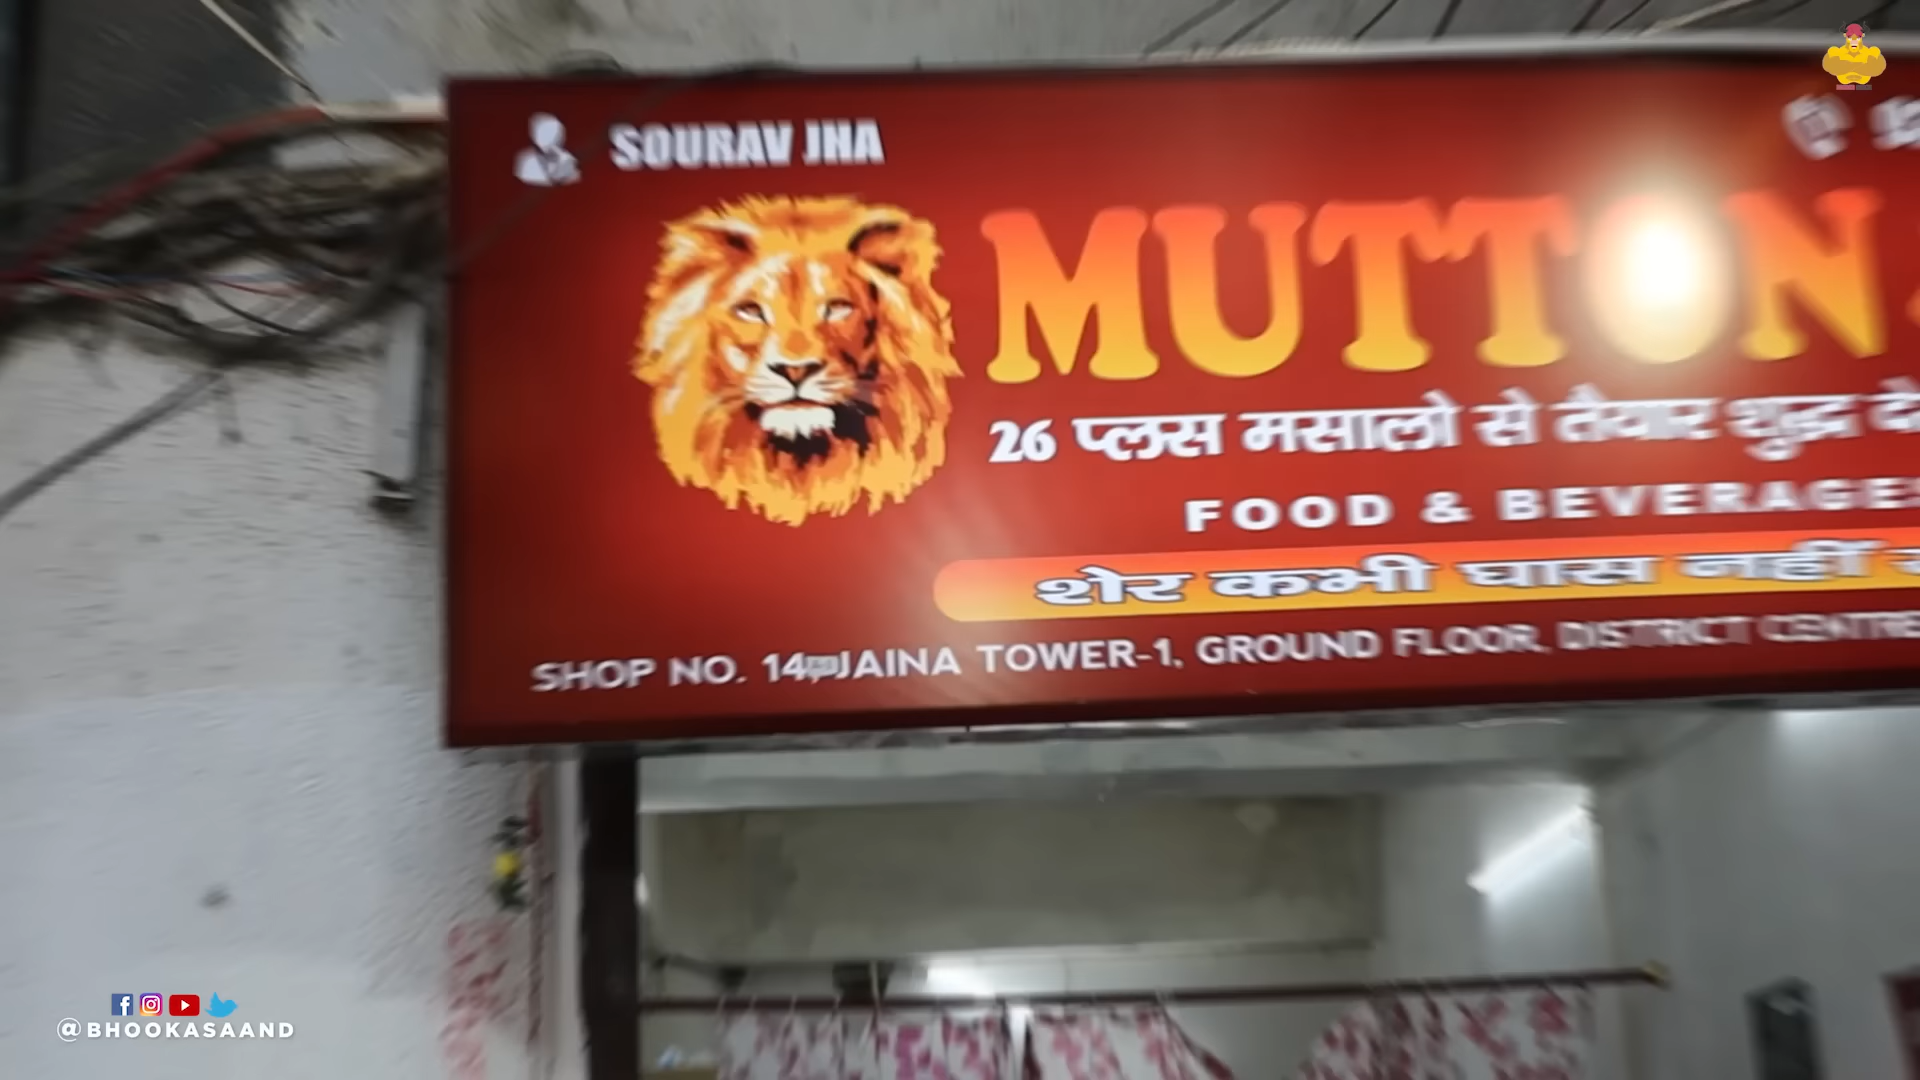 SOURAV JHA
MUTTON
26 प्लस मसालो से तैयार शुद्ध
FOOD & BEVERAGES
शेर कभी घास नहीं
SHOP NO. 14, JAINA TOWER-1, GROUND FLOOR, DISTRICT CENTRE
@BHOOKASAAND